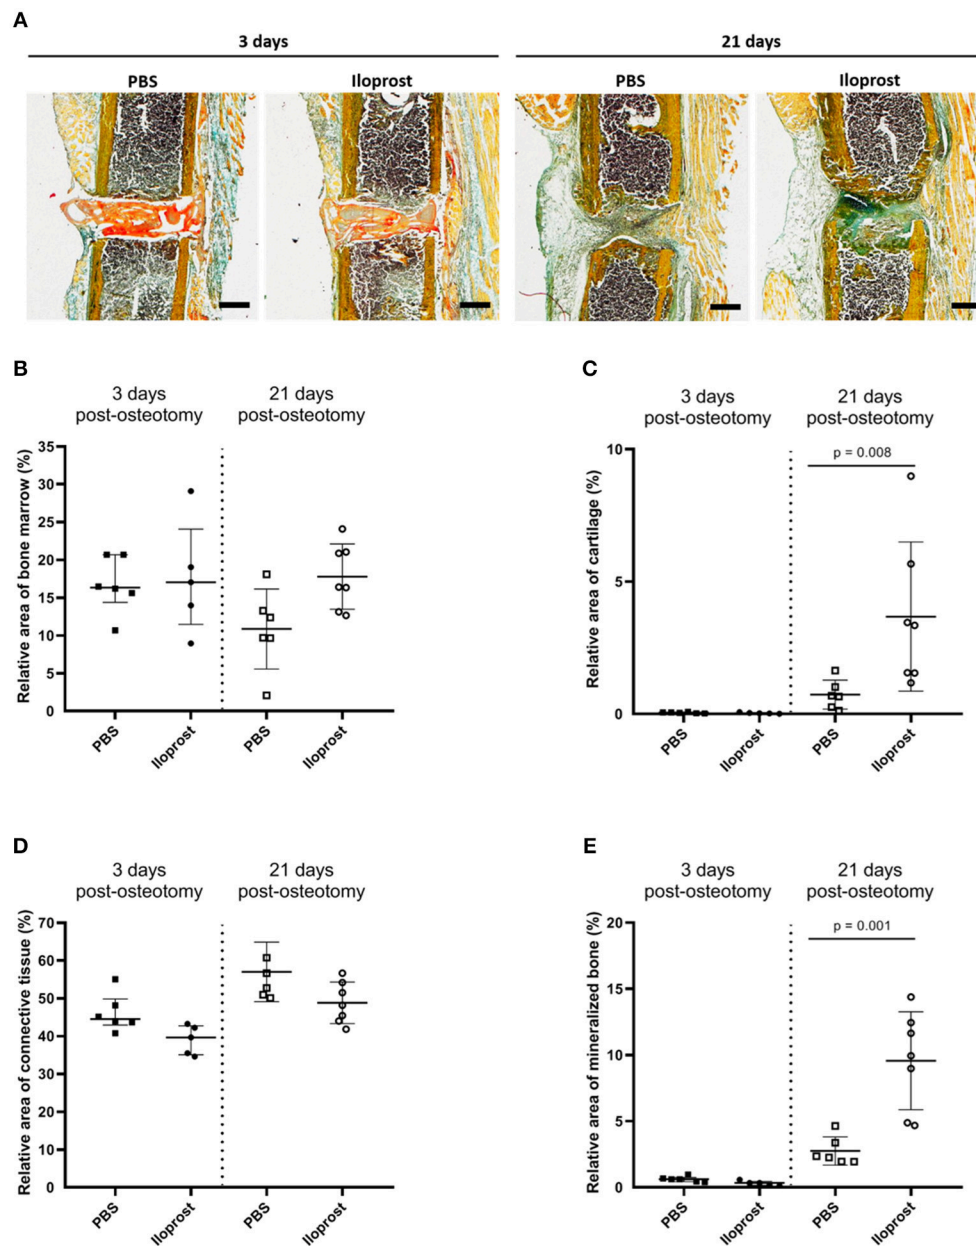 A
3 days
21 days
PBS
Iloprost
PBS
Iloprost
B
3 days
post-osteotomy
21 days
post-osteotomy
Relative area of bone marrow (%)
35
30
25
20
15
10
5
0
PBS
Iloprost
PBS
Iloprost
C
3 days
post-osteotomy
21 days
post-osteotomy
Relative area of cartilage (%)
10
5
0
p = 0.008
PBS
Iloprost
PBS
Iloprost
D
3 days
post-osteotomy
21 days
post-osteotomy
Relative area of connective tissue (%)
70
60
50
40
30
20
10
0
PBS
Iloprost
PBS
Iloprost
E
3 days
post-osteotomy
21 days
post-osteotomy
Relative area of mineralized bone (%)
20
15
10
5
0
p = 0.001
PBS
Iloprost
PBS
Iloprost